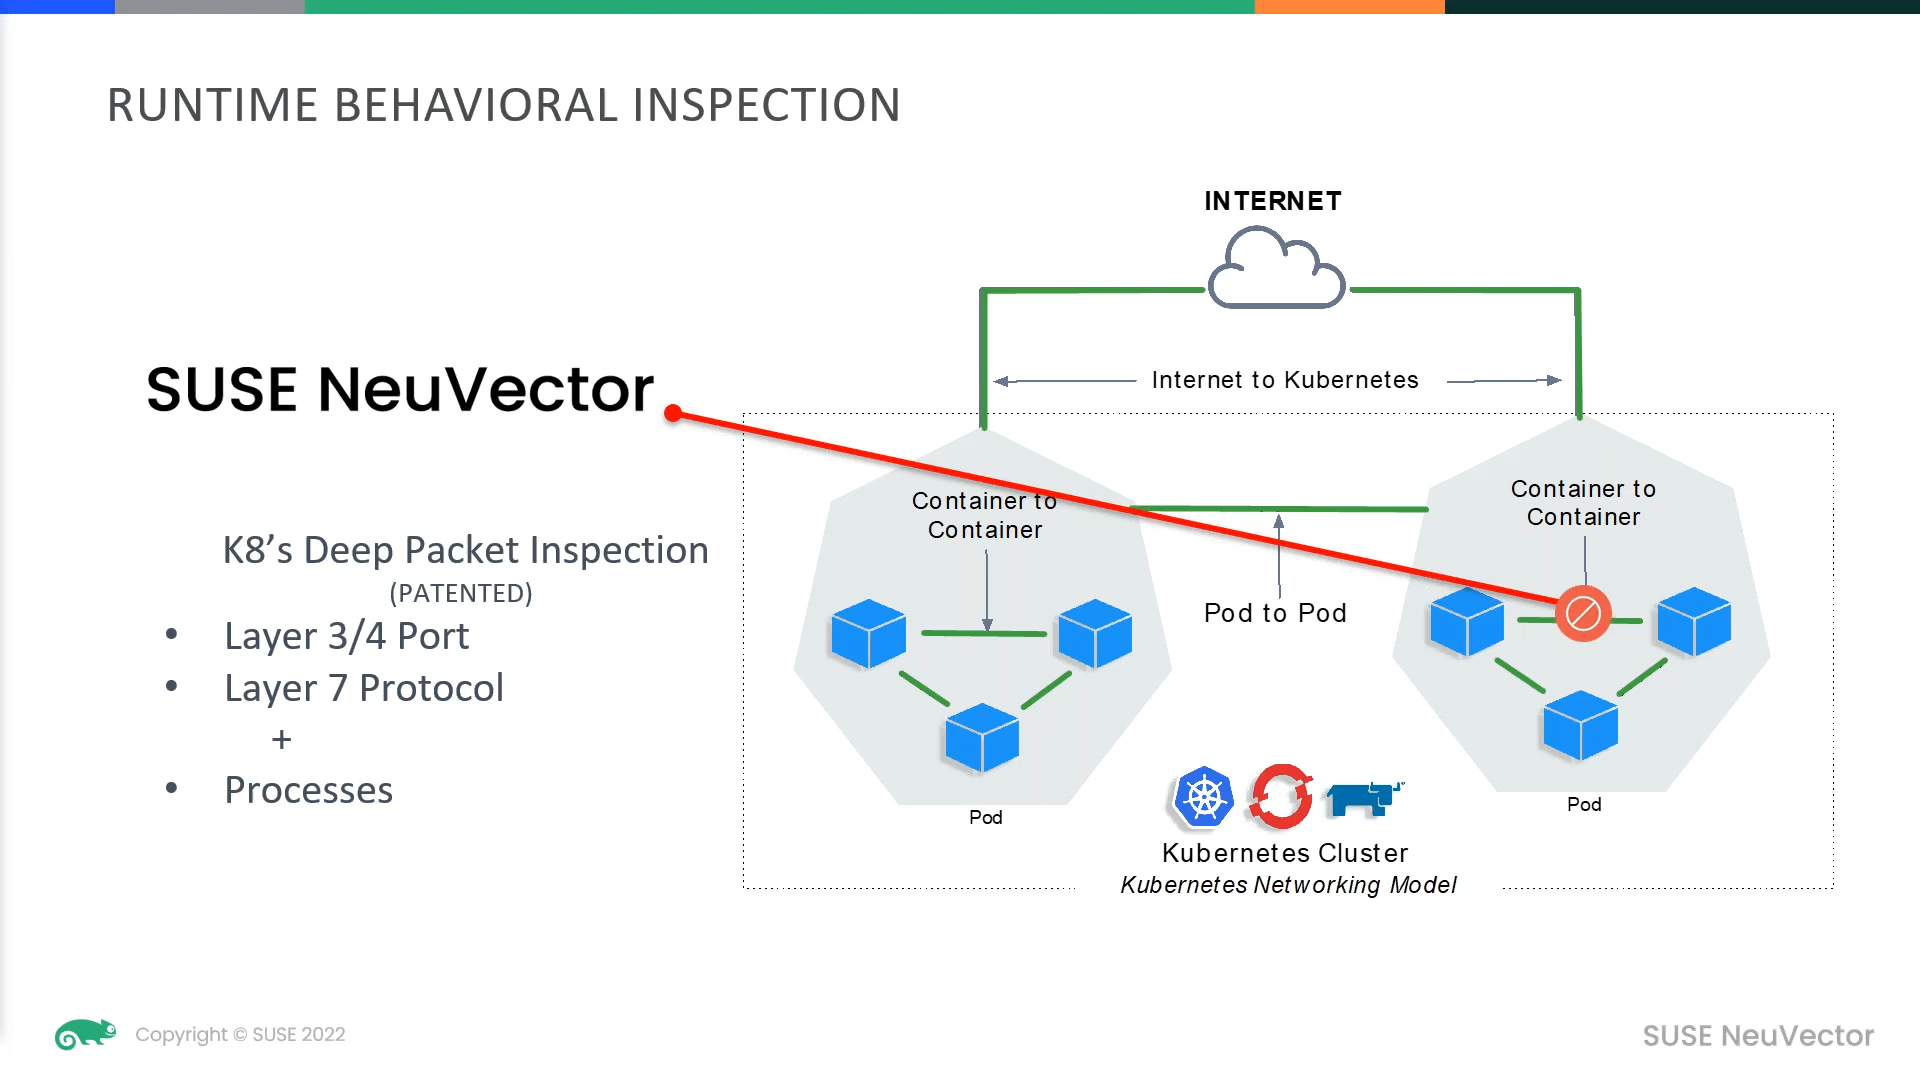 RUNTIME BEHAVIORAL INSPECTION
INTERNET
Internet to Kubernetes
SUSE NeuVector
K8’s Deep Packet Inspection
(PATENTED)
• Layer 3/4 Port
• Layer 7 Protocol
+
• Processes
Container to
Container
Container to
Container
Pod to Pod
Pod
Pod
Kubernetes Cluster
Kubernetes Networking Model
Copyright © SUSE 2022
SUSE NeuVector